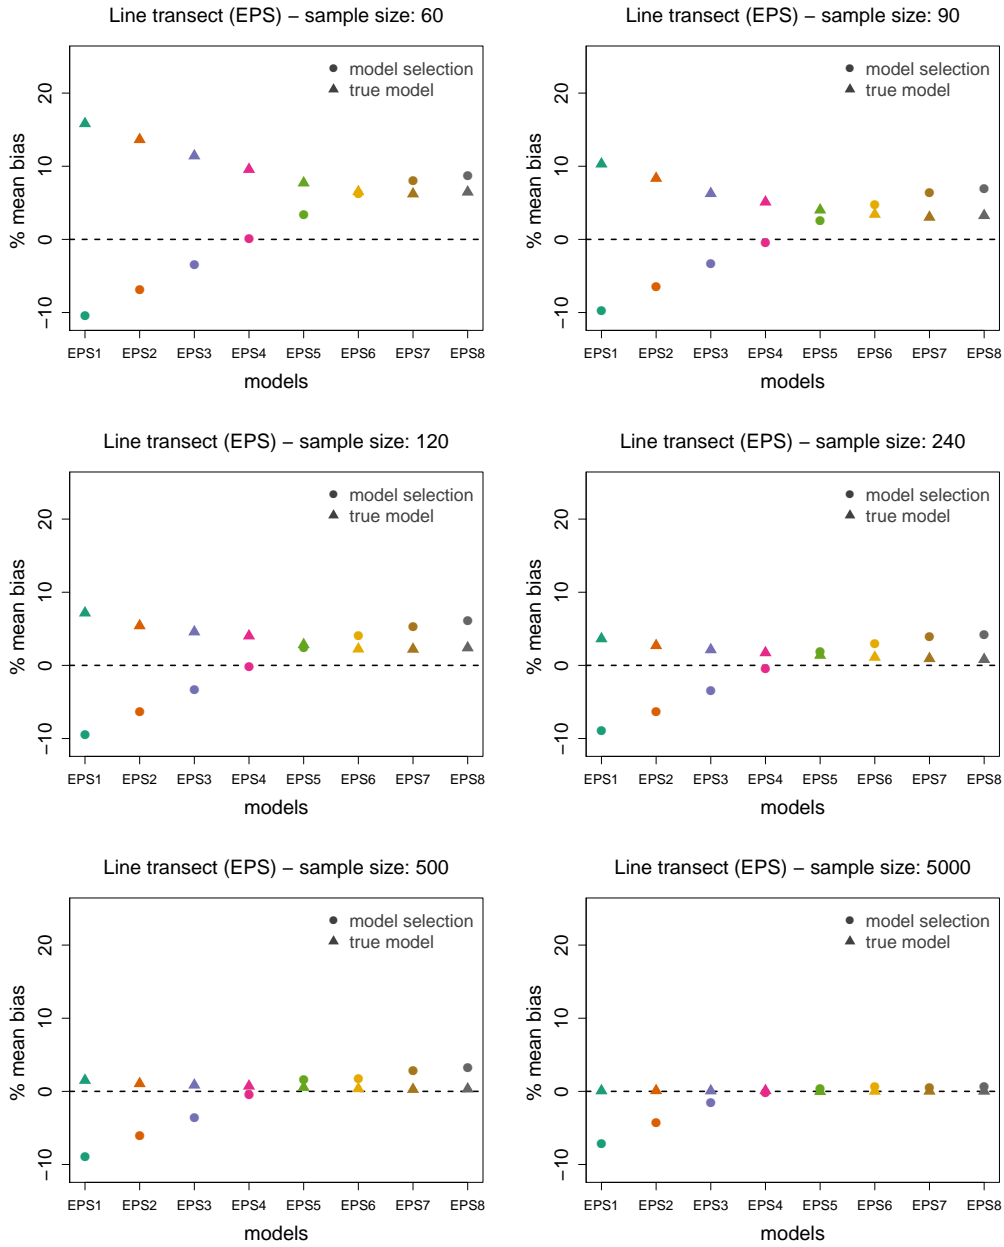 Line transect (EPS) – sample size: 60
model selection
true model
% mean bias
20
10
0
−10
EPS1 EPS2 EPS3 EPS4 EPS5 EPS6 EPS7 EPS8
models
Line transect (EPS) – sample size: 90
model selection
true model
% mean bias
20
10
0
−10
EPS1 EPS2 EPS3 EPS4 EPS5 EPS6 EPS7 EPS8
models
Line transect (EPS) – sample size: 120
model selection
true model
% mean bias
20
10
0
−10
EPS1 EPS2 EPS3 EPS4 EPS5 EPS6 EPS7 EPS8
models
Line transect (EPS) – sample size: 240
model selection
true model
% mean bias
20
10
0
−10
EPS1 EPS2 EPS3 EPS4 EPS5 EPS6 EPS7 EPS8
models
Line transect (EPS) – sample size: 500
model selection
true model
% mean bias
20
10
0
−10
EPS1 EPS2 EPS3 EPS4 EPS5 EPS6 EPS7 EPS8
models
Line transect (EPS) – sample size: 5000
model selection
true model
% mean bias
20
10
0
−10
EPS1 EPS2 EPS3 EPS4 EPS5 EPS6 EPS7 EPS8
models